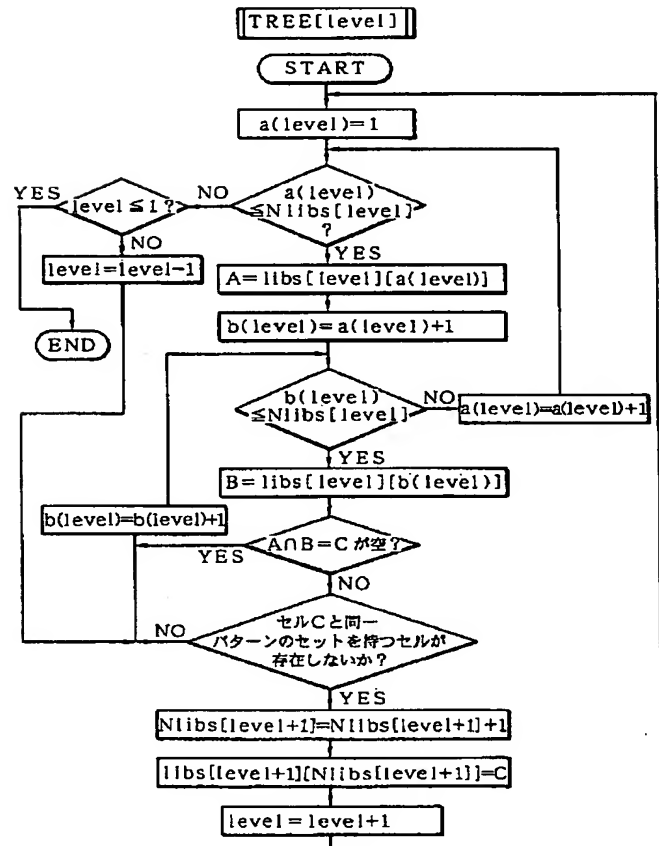 TREE[level]
START
a(level)=1
YES
level≦1?
NO
a(level)
≦Nlibs[level]
?
NO
YES
level=level-1
A=libs[level][a(level)]
b(level)=a(level)+1
END
b(level)
≦Nlibs[level]
NO
a(level)=a(level)+1
YES
B=libs[level][b(level)]
b(level)=b(level)+1
YES
A∩B=Cが空?
NO
NO
セルCと同一
パターンのセットを持つセルが
存在しないか?
YES
Nlibs[level+1]=Nlibs[level+1]+1
libs[level+1][Nlibs[level+1]]=C
level=level+1